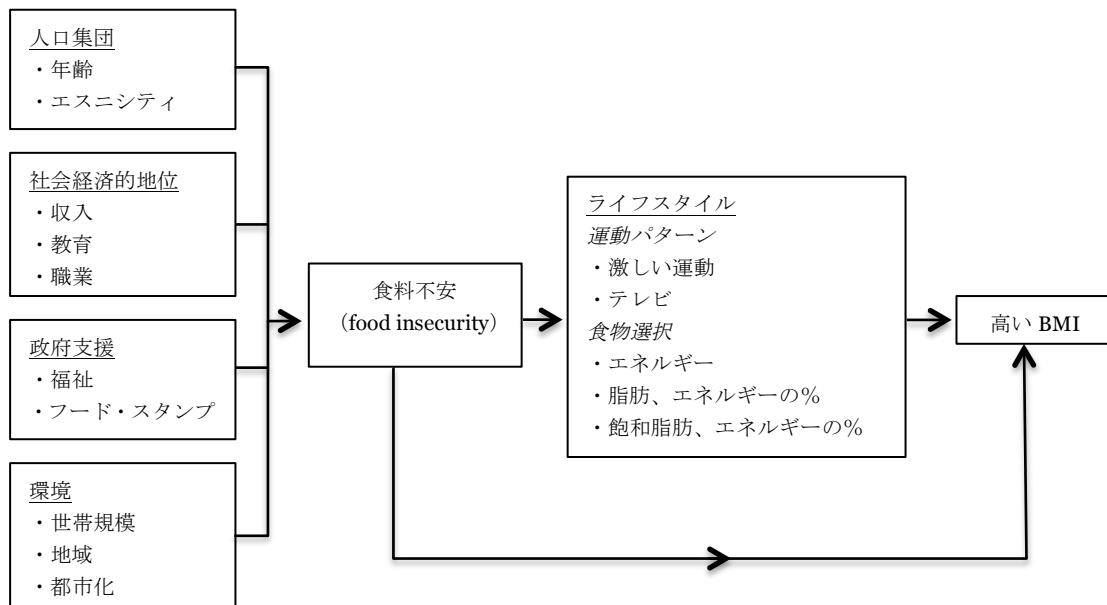 人口集団
・年齢
・エスニシティ
社会経済的地位
・収入
・教育
・職業
政府支援
・福祉
・フード・スタンプ
環境
・世帯規模
・地域
・都市化
食料不安
（food insecurity）
ライフスタイル
運動パターン
・激しい運動
・テレビ
食物選択
・エネルギー
・脂肪、エネルギーの％
・飽和脂肪、エネルギーの％
高い BMI